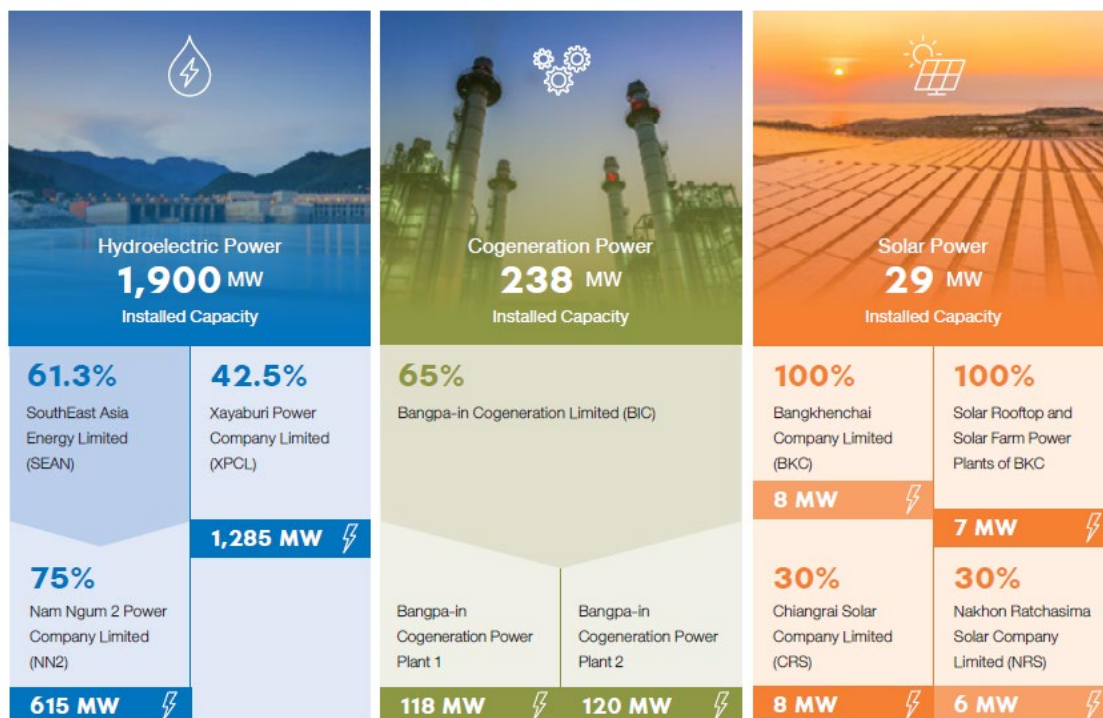 Hydroelectric Power
1,900 MW
Installed Capacity
61.3%
SouthEast Asia
Energy Limited
(SEAN)
42.5%
Xayaburi Power
Company Limited
(XPCL)
1,285 MW
75%
Nam Ngum 2 Power
Company Limited
(NN2)
615 MW
Cogeneration Power
238 MW
Installed Capacity
65%
Bangpa-in Cogeneration Limited (BIC)
Bangpa-in
Cogeneration Power
Plant 1
118 MW
Bangpa-in
Cogeneration Power
Plant 2
120 MW
Solar Power
29 MW
Installed Capacity
100%
Bangkhenchai
Company Limited
(BKC)
8 MW
100%
Solar Rooftop and
Solar Farm Power
Plants of BKC
7 MW
30%
Chiangrai Solar
Company Limited
(CRS)
8 MW
30%
Nakhon Ratchasima
Solar Company
Limited (NRS)
6 MW